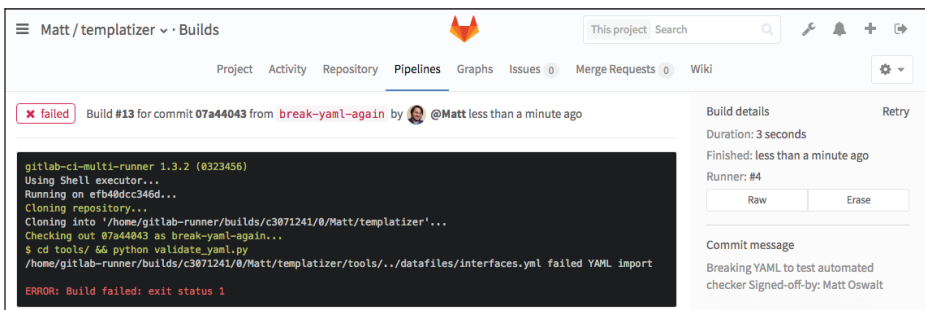 Matt / templatizer · Builds
This project Search
Project Activity Repository Pipelines Graphs Issues 0 Merge Requests 0 Wiki
failed Build #13 for commit 07a44043 from break-yaml-again by @Matt less than a minute ago
gitlab-ci-multi-runner 1.3.2 (0323456)
Using Shell executor...
Running on efb40dcc346d...
Cloning repository...
Cloning into '/home/gitlab-runner/builds/c3071241/0/Matt/templatizer'...
Checking out 07a44043 as break-yaml-again...
$ cd tools/ && python validate_yaml.py
/home/gitlab-runner/builds/c3071241/0/Matt/templatizer/tools/../datafiles/interfaces.yml failed YAML import
ERROR: Build failed: exit status 1
Build details Retry
Duration: 3 seconds
Finished: less than a minute ago
Runner: #4
Raw Erase
Commit message
Breaking YAML to test automated
checker Signed-off-by: Matt Oswalt